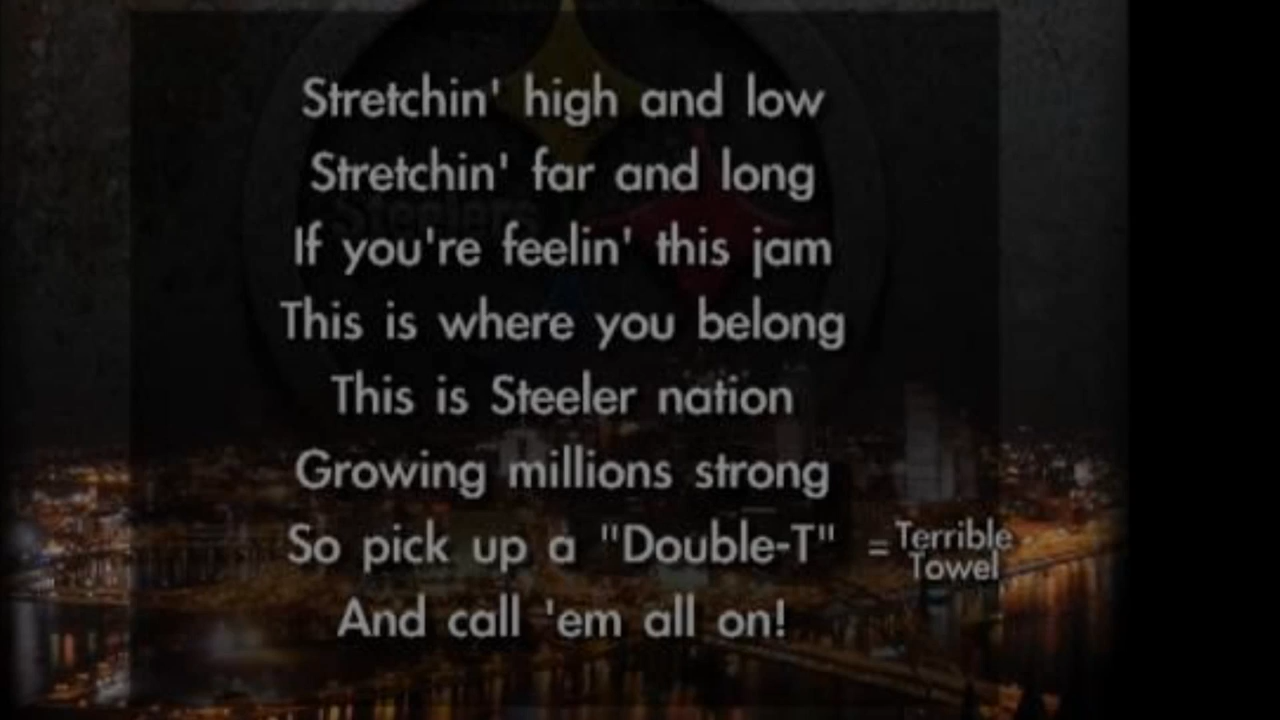 Stretchin' high and low
Stretchin' far and long
If you're feelin' this jam
This is where you belong
This is Steeler nation
Growing millions strong
So pick up a "Double-T" = Terrible Towel
And call 'em all on!
Steelers